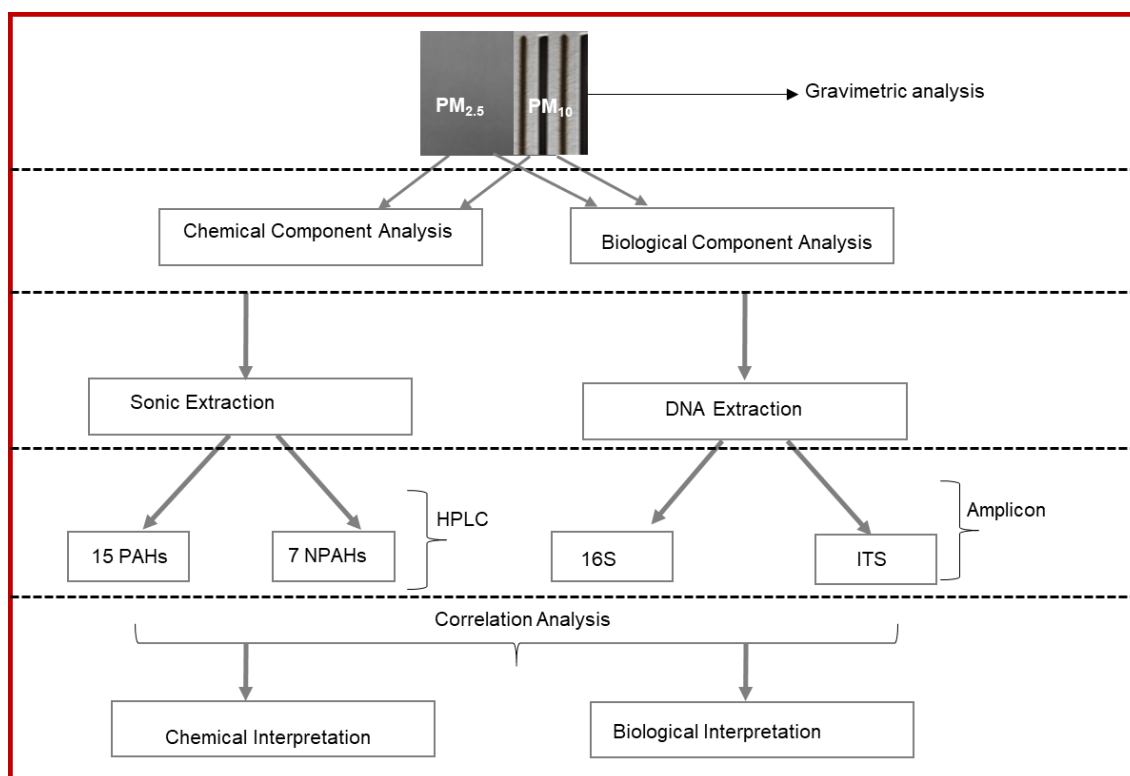 PM2.5
PM10
Gravimetric analysis
Chemical Component Analysis
Biological Component Analysis
Sonic Extraction
DNA Extraction
HPLC
Amplicon
15 PAHs
7 NPAHs
16S
ITS
Correlation Analysis
Chemical Interpretation
Biological Interpretation